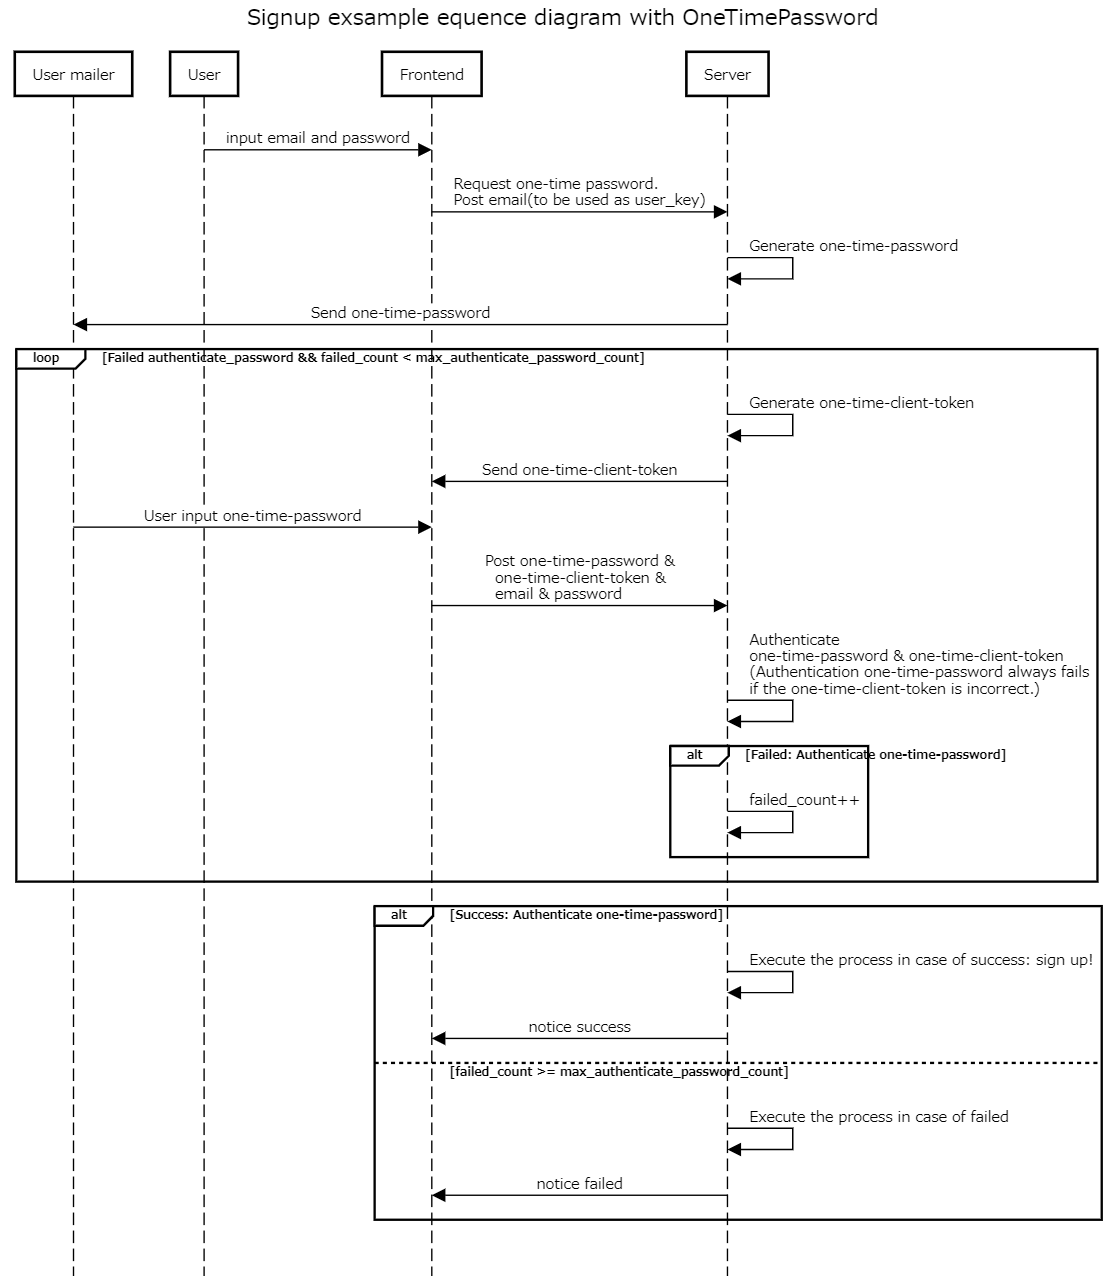 Signup exsample equence diagram with OneTimePassword
User mailer
User
Frontend
Server
input email and password
Request one-time password.
Post email(to be used as user_key)
Generate one-time-password
Send one-time-password
loop
[Failed authenticate_password && failed_count < max_authenticate_password_count]
Generate one-time-client-token
Send one-time-client-token
User input one-time-password
Post one-time-password &
one-time-client-token &
email & password
Authenticate
one-time-password & one-time-client-token
(Authentication one-time-password always fails
if the one-time-client-token is incorrect.)
alt
[Failed: Authenticate one-time-password]
failed_count++
alt
[Success: Authenticate one-time-password]
Execute the process in case of success: sign up!
notice success
[failed_count >= max_authenticate_password_count]
Execute the process in case of failed
notice failed